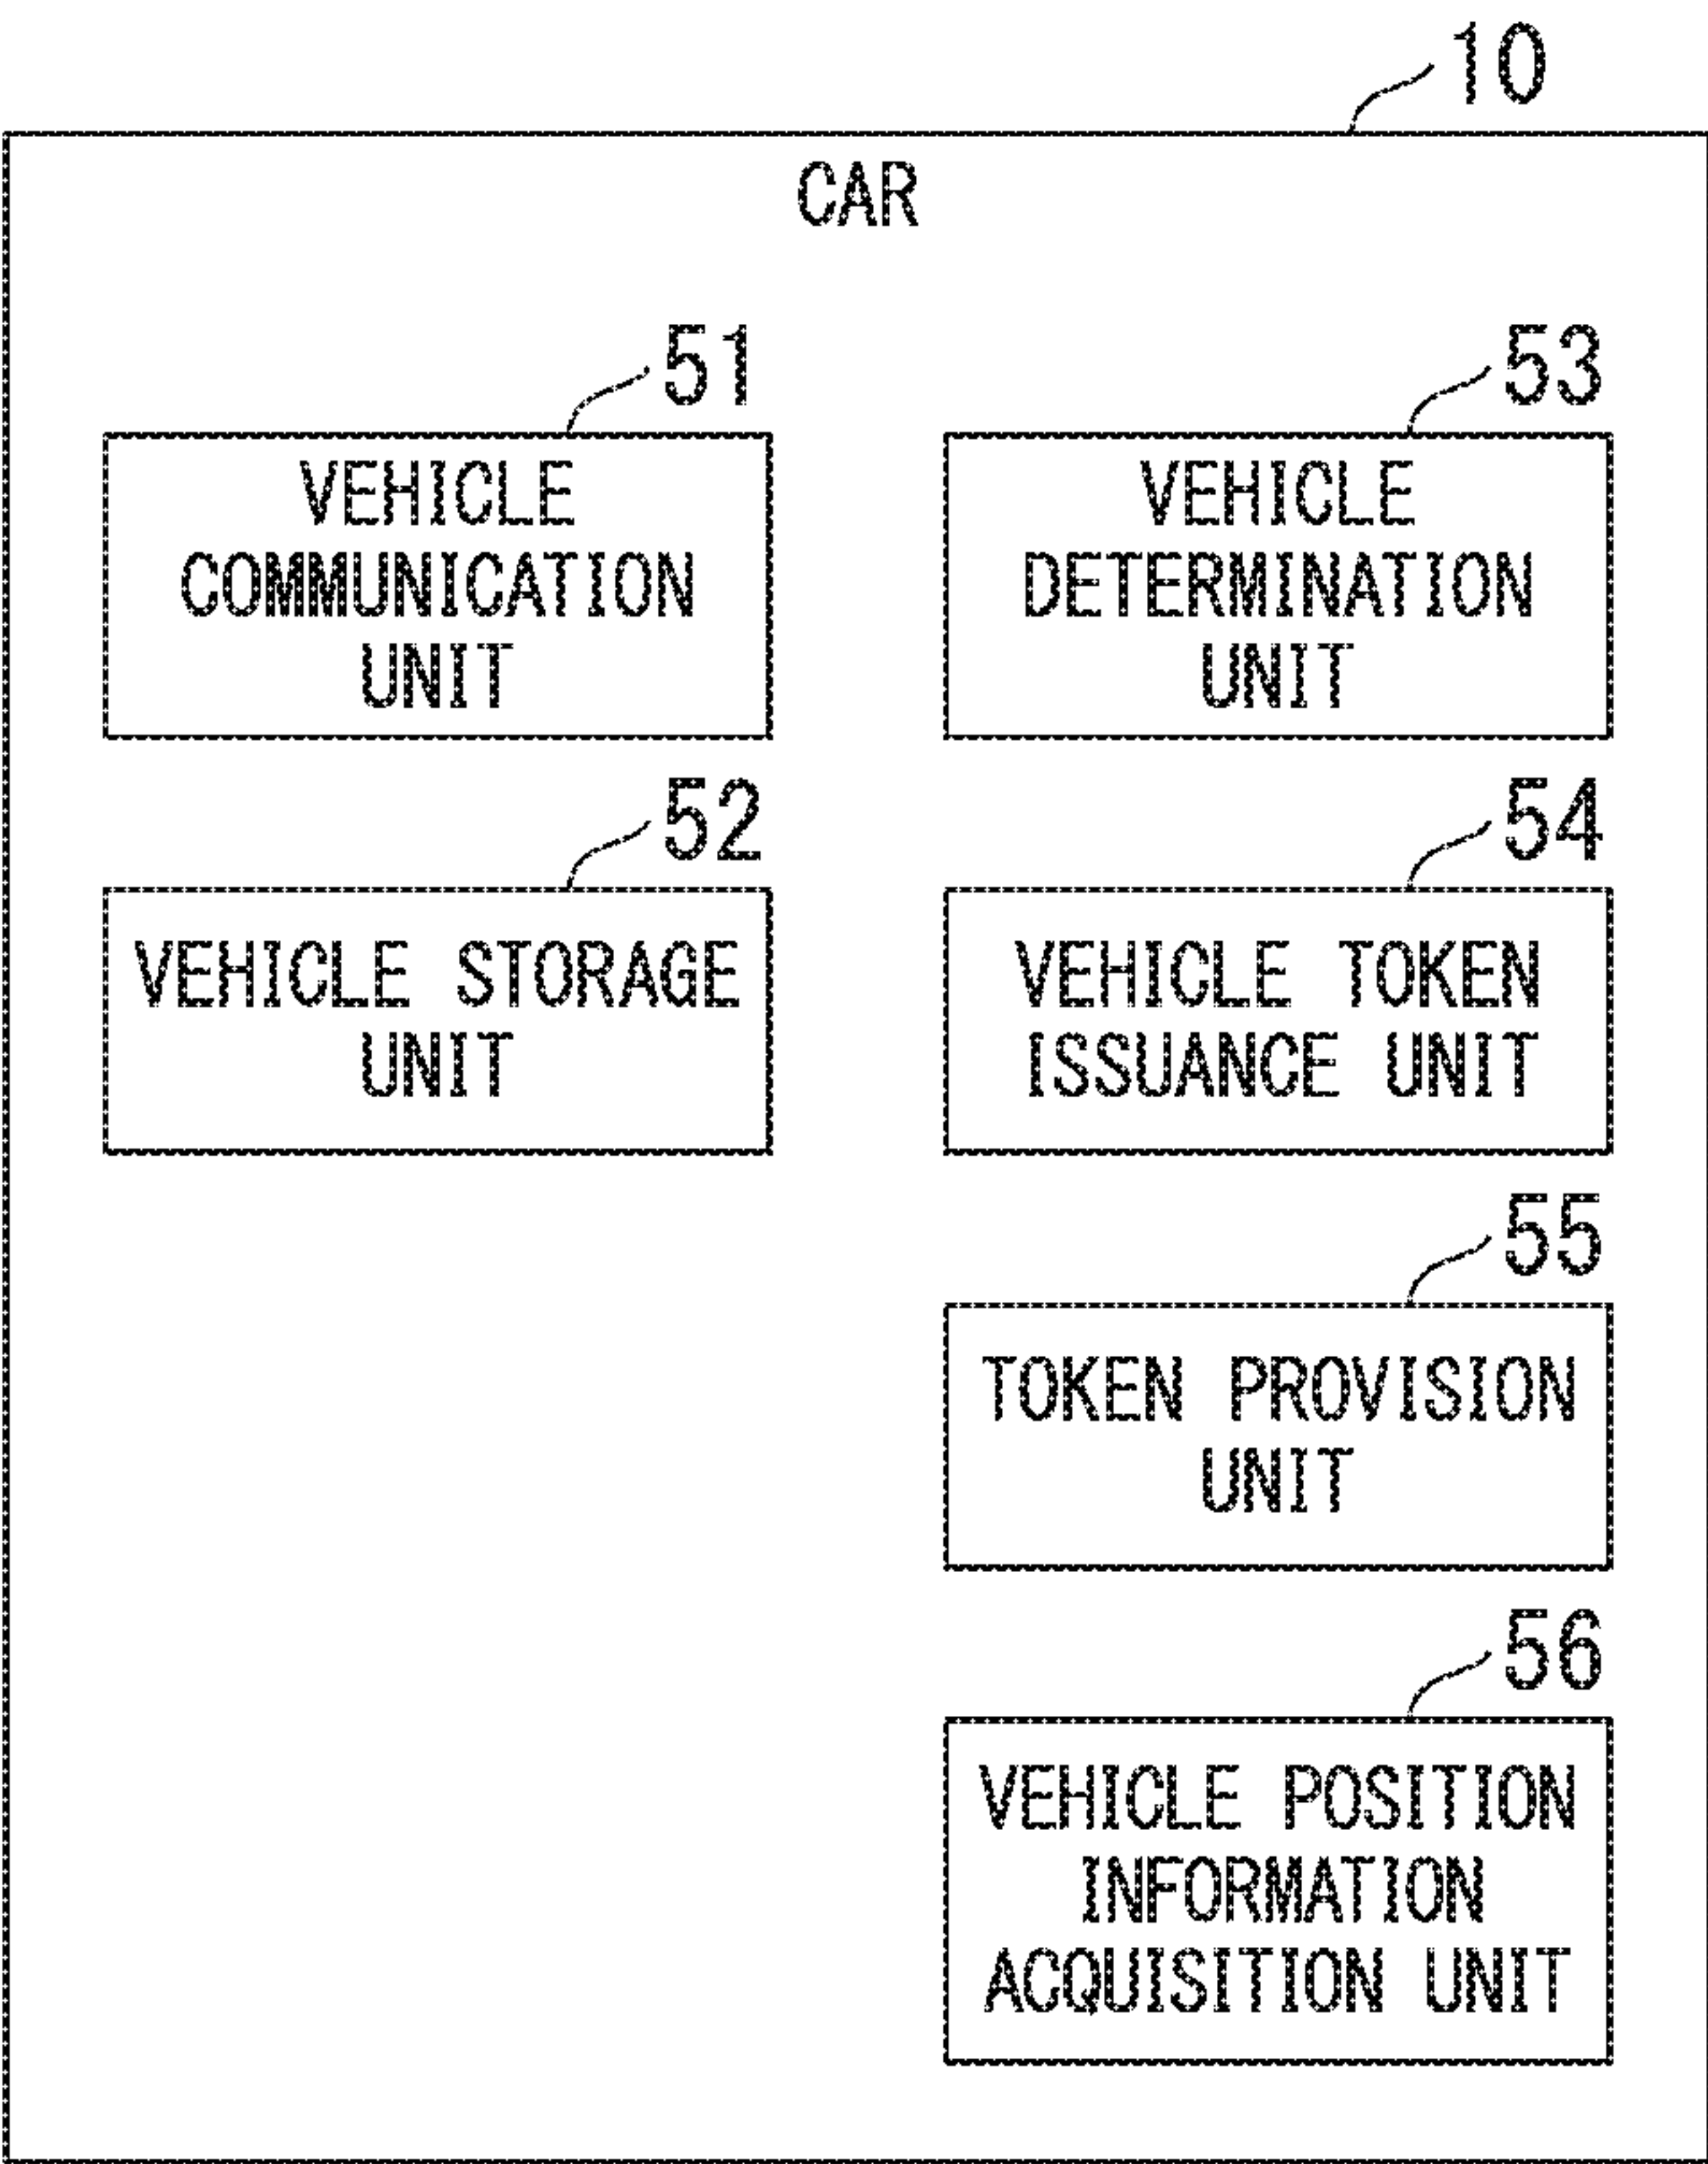 10
CAR
51
VEHICLE
COMMUNICATION
UNIT
52
VEHICLE STORAGE
UNIT
53
VEHICLE
DETERMINATION
UNIT
54
VEHICLE TOKEN
ISSUANCE UNIT
55
TOKEN PROVISION
UNIT
56
VEHICLE POSITION
INFORMATION
ACQUISITION UNIT